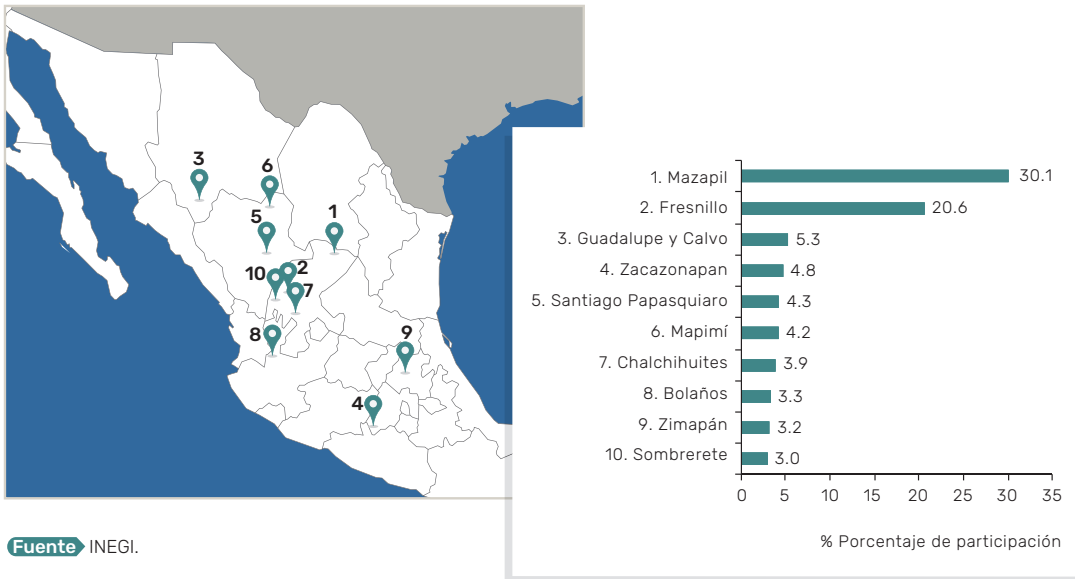 3
6
5
1
10
2
7
8
9
4
1. Mazapil 30.1
2. Fresnillo 20.6
3. Guadalupe y Calvo 5.3
4. Zacazonapan 4.8
5. Santiago Papasquiaro 4.3
6. Mapimí 4.2
7. Chalchihuites 3.9
8. Bolaños 3.3
9. Zimapán 3.2
10. Sombrerete 3.0
0 5 10 15 20 25 30 35
% Porcentaje de participación
Fuente INEGI.